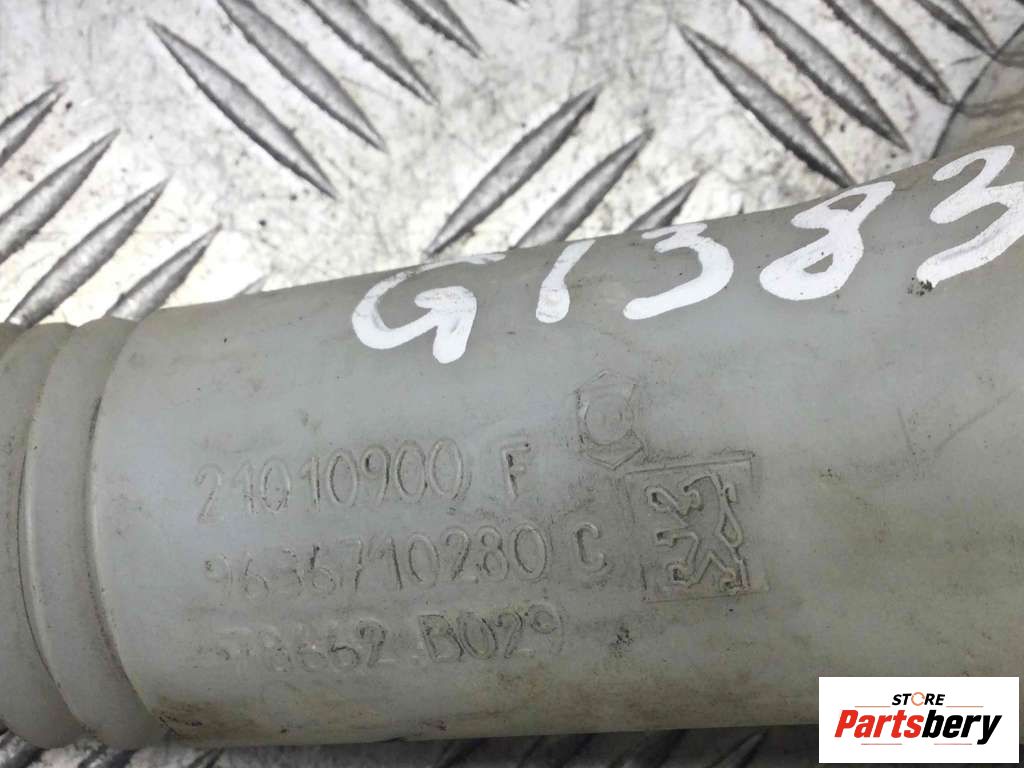 G1383
21010900 F
9636710280 C
B029
STORE
Partsbery